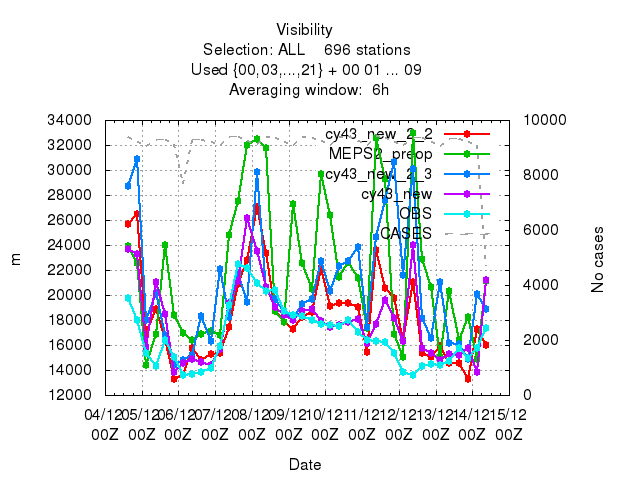 Visibility
Selection: ALL    696 stations
Used {00,03,...,21} + 00 01 ... 09
Averaging window:  6h
34000
32000
30000
28000
26000
24000
22000
20000
18000
16000
14000
12000
m
10000
8000
6000
4000
2000
0
No cases
cy43_new_2_2
MEPS2_preop
cy43_new_2_3
cy43_new
OBS
CASES
04/12 05/12 06/12 07/12 08/12 09/12 10/12 11/12 12/12 13/12 14/12 15/12
00Z 00Z 00Z 00Z 00Z 00Z 00Z 00Z 00Z 00Z 00Z 00Z
Date